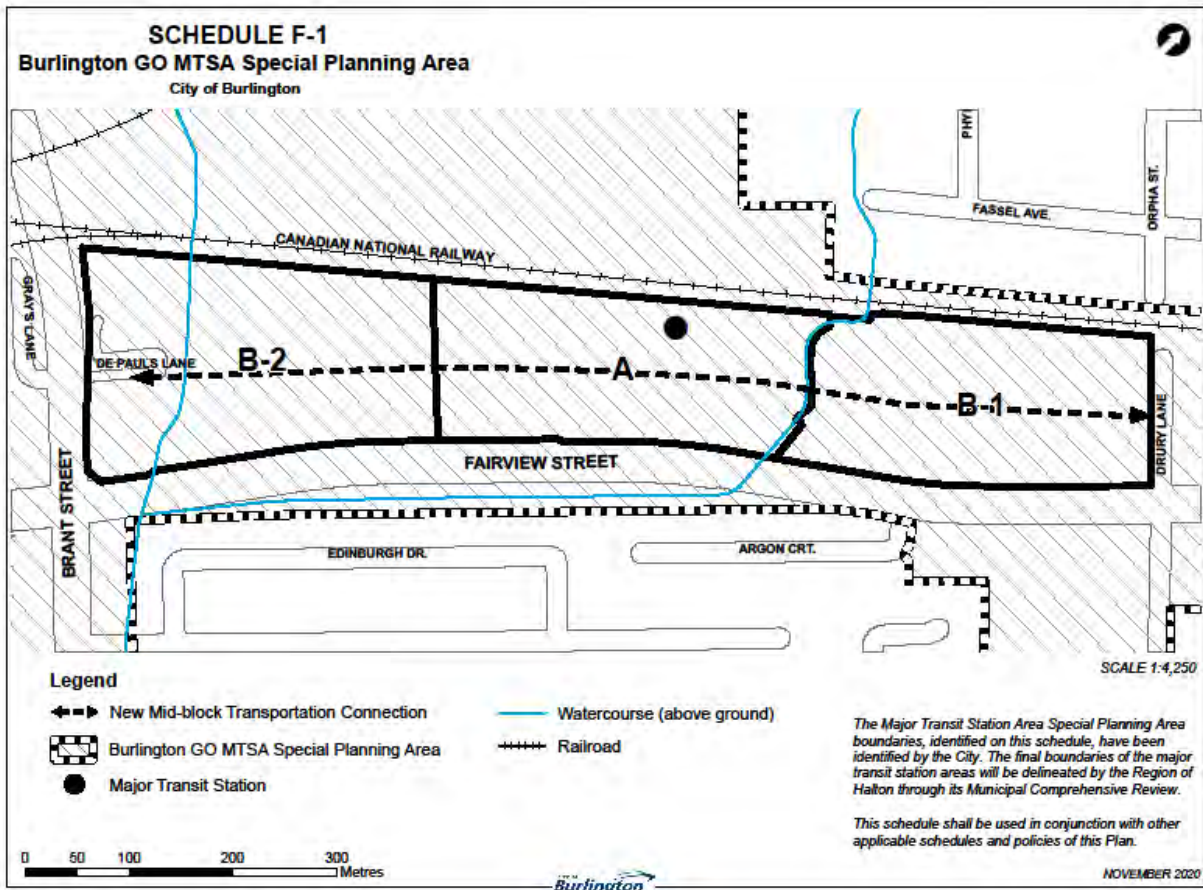 SCHEDULE F-1
Burlington GO MTSA Special Planning Area
City of Burlington
PHYL
ORPHA ST.
FASSEL AVE.
CANADIAN NATIONAL RAILWAY
GRAY'S LANE
DE PAULS LANE
B-2
A
B-1
DRURY LANE
FAIRVIEW STREET
BRANT STREET
EDINBURGH DR.
ARGON CRT.
SCALE 1:4,250
Legend
New Mid-block Transportation Connection
Burlington GO MTSA Special Planning Area
Major Transit Station
Watercourse (above ground)
Railroad
The Major Transit Station Area Special Planning Area
boundaries, identified on this schedule, have been
identified by the City. The final boundaries of the major
transit station areas will be delineated by the Region of
Halton through its Municipal Comprehensive Review.
This schedule shall be used in conjunction with other
applicable schedules and policies of this Plan.
0 50 100 200 300
Metres
Burlington
NOVEMBER 2020